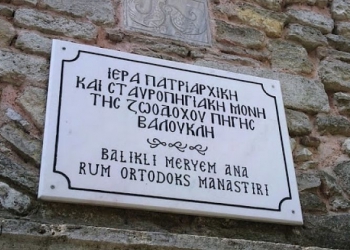 ΙΕΡΑ ΠΑΤΡΙΑΡΧΙΚΗ
ΚΑΙ ΣΤΑΥΡΟΠΗΓΙΑΚΗ ΜΟΝΗ
ΤΗΣ ΖΩΟΔΟΧΟΥ ΠΗΓΗΣ
ΒΑΛΟΥΚΛΗ
BALIKLI MERYEM ANA
RUM ORTODOKS MANASTIRI